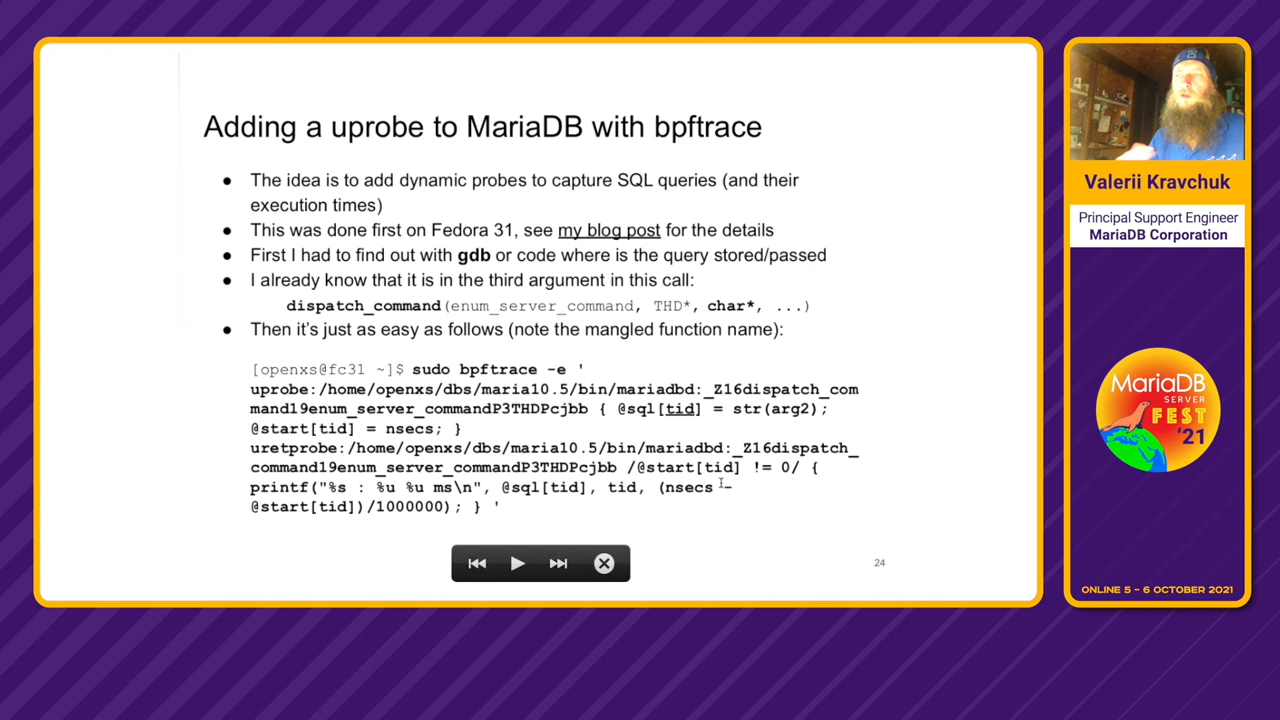 Adding a uprobe to MariaDB with bpftrace
● The idea is to add dynamic probes to capture SQL queries (and their
execution times)
● This was done first on Fedora 31, see my blog post for the details
● First I had to find out with gdb or code where is the query stored/passed
● I already know that it is in the third argument in this call:
dispatch_command(enum_server_command, THD*, char*, ...)
● Then it's just as easy as follows (note the mangled function name):
[openxs@fc31 ~]$ sudo bpftrace -e '
uprobe:/home/openxs/dbs/maria10.5/bin/mariadbd:_Z16dispatch_com
mand19enum_server_commandP3THDPcjbb { @sql[tid] = str(arg2);
@start[tid] = nsecs; }
uretprobe:/home/openxs/dbs/maria10.5/bin/mariadbd:_Z16dispatch_
command19enum_server_commandP3THDPcjbb /@start[tid] != 0/ {
printf("%s : %u %u ms\n", @sql[tid], tid, (nsecs -
@start[tid])/1000000); } '
24
Valerii Kravchuk
Principal Support Engineer
MariaDB Corporation
MariaDB
SERVER
FEST
'21
ONLINE 5 - 6 OCTOBER 2021